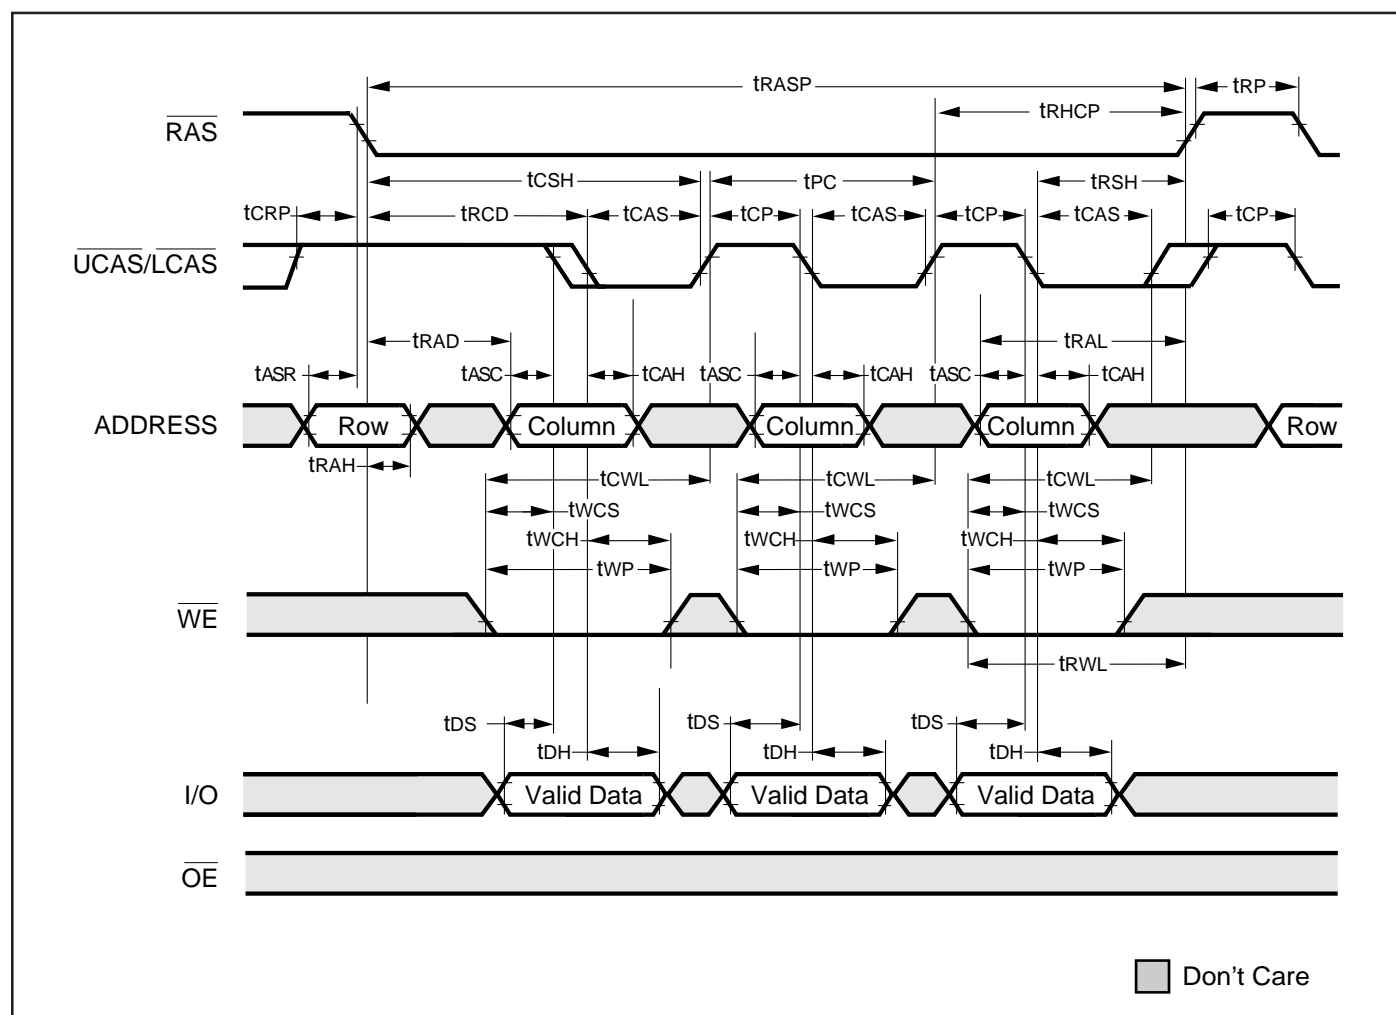 tRASP tRP
RAS tRHCP
tCSH tPC tRSH
tCRP tRCD tCAS tCP tCAS tCP tCAS tCP
UCAS/LCAS
tRAD tRAL
tASR tASC tCAH tASC tCAH tASC tCAH
ADDRESS Row Column Column Column Row
tRAH tCWL tCWL tCWL
tWCS tWCS tWCS
tWCH tWCH tWCH
tWP tWP tWP
WE
tRWL
tDS tDS tDS
tDH tDH tDH
I/O Valid Data Valid Data Valid Data
OE
Don't Care